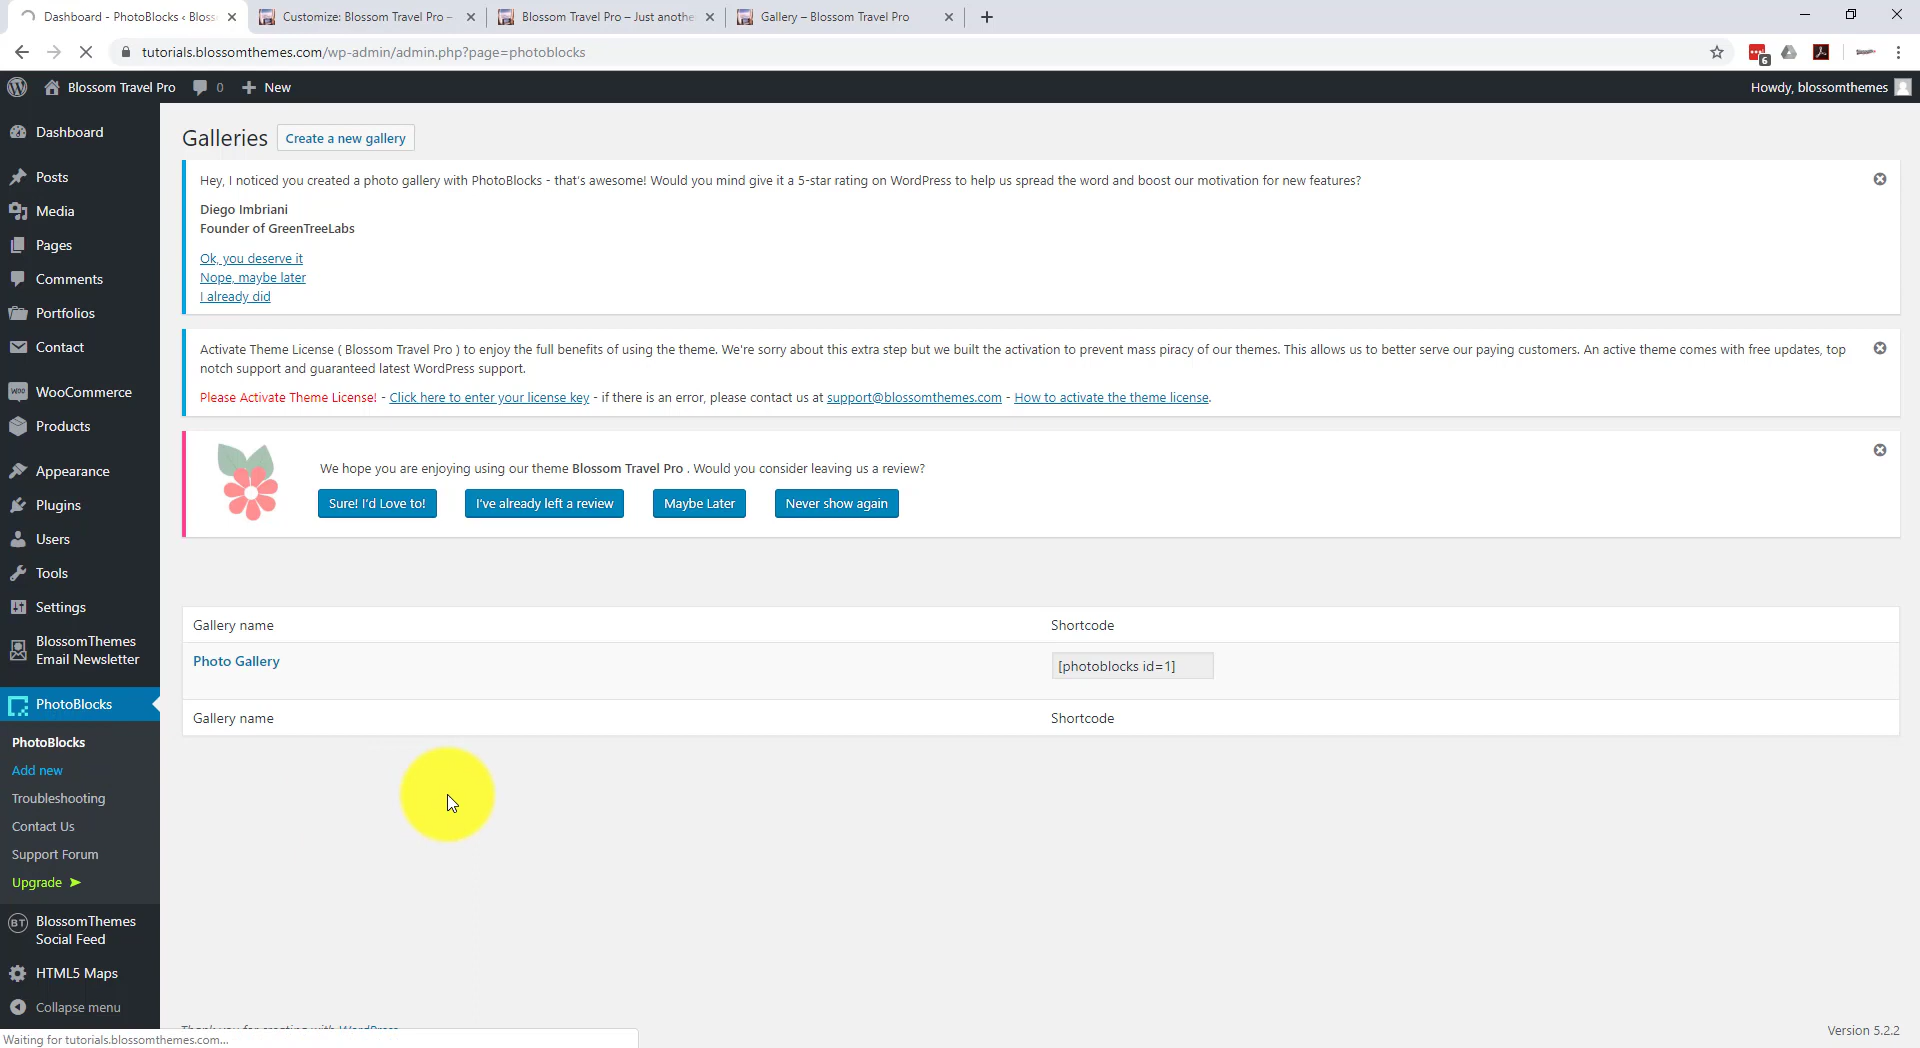 Dashboard - PhotoBlocks ‹ Bloss
Customize: Blossom Travel Pro –
Blossom Travel Pro – Just anothe
Gallery – Blossom Travel Pro
tutorials.blossomthemes.com/wp-admin/admin.php?page=photoblocks
6
Blossom Travel Pro
0
New
Howdy, blossomthemes
Dashboard
Posts
Media
Pages
Comments
Portfolios
Contact
WooCommerce
Products
Appearance
Plugins
Users
Tools
Settings
BlossomThemes
Email Newsletter
PhotoBlocks
PhotoBlocks
Add new
Troubleshooting
Contact Us
Support Forum
Upgrade ➤
BT
BlossomThemes
Social Feed
HTML5 Maps
Collapse menu
Galleries
Create a new gallery
Hey, I noticed you created a photo gallery with PhotoBlocks - that's awesome! Would you mind give it a 5-star rating on WordPress to help us spread the word and boost our motivation for new features?
Diego Imbriani
Founder of GreenTreeLabs
Ok, you deserve it
Nope, maybe later
I already did
Activate Theme License ( Blossom Travel Pro ) to enjoy the full benefits of using the theme. We're sorry about this extra step but we built the activation to prevent mass piracy of our themes. This allows us to better serve our paying customers. An active theme comes with free updates, top
notch support and guaranteed latest WordPress support.
Please Activate Theme License! - Click here to enter your license key - if there is an error, please contact us at support@blossomthemes.com - How to activate the theme license.
We hope you are enjoying using our theme Blossom Travel Pro . Would you consider leaving us a review?
Sure! I'd Love to!
I've already left a review
Maybe Later
Never show again
Gallery name
Shortcode
Photo Gallery
[photoblocks id=1]
Gallery name
Shortcode
Thank you for creating with WordPress.
Version 5.2.2
Waiting for tutorials.blossomthemes.com...